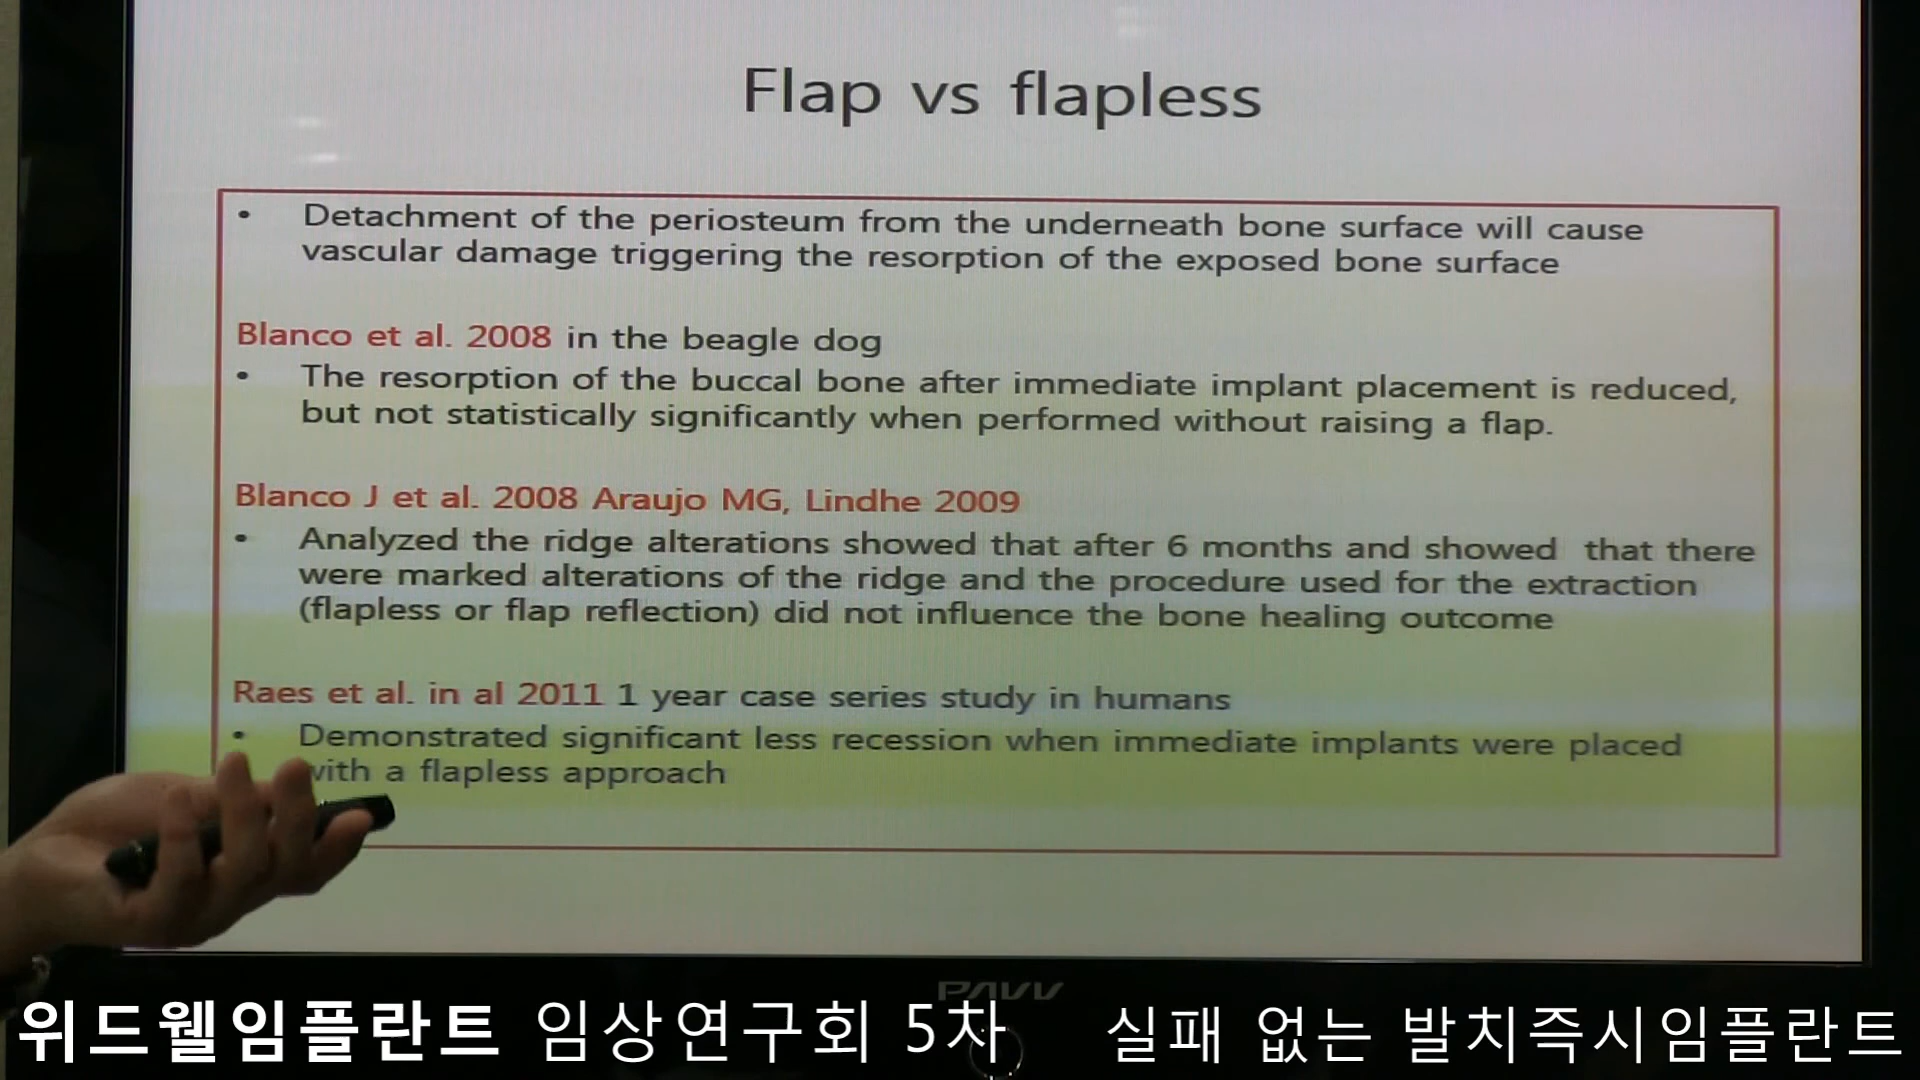 Flap vs flapless
• Detachment of the periosteum from the underneath bone surface will cause
vascular damage triggering the resorption of the exposed bone surface
Blanco et al. 2008 in the beagle dog
• The resorption of the buccal bone after immediate implant placement is reduced,
but not statistically significantly when performed without raising a flap.
Blanco J et al. 2008 Araujo MG, Lindhe 2009
• Analyzed the ridge alterations showed that after 6 months and showed that there
were marked alterations of the ridge and the procedure used for the extraction
(flapless or flap reflection) did not influence the bone healing outcome
Raes et al. in al 2011 1 year case series study in humans
• Demonstrated significant less recession when immediate implants were placed
with a flapless approach
PAVV
위드웰임플란트 임상연구회 5차 실패 없는 발치즉시임플란트